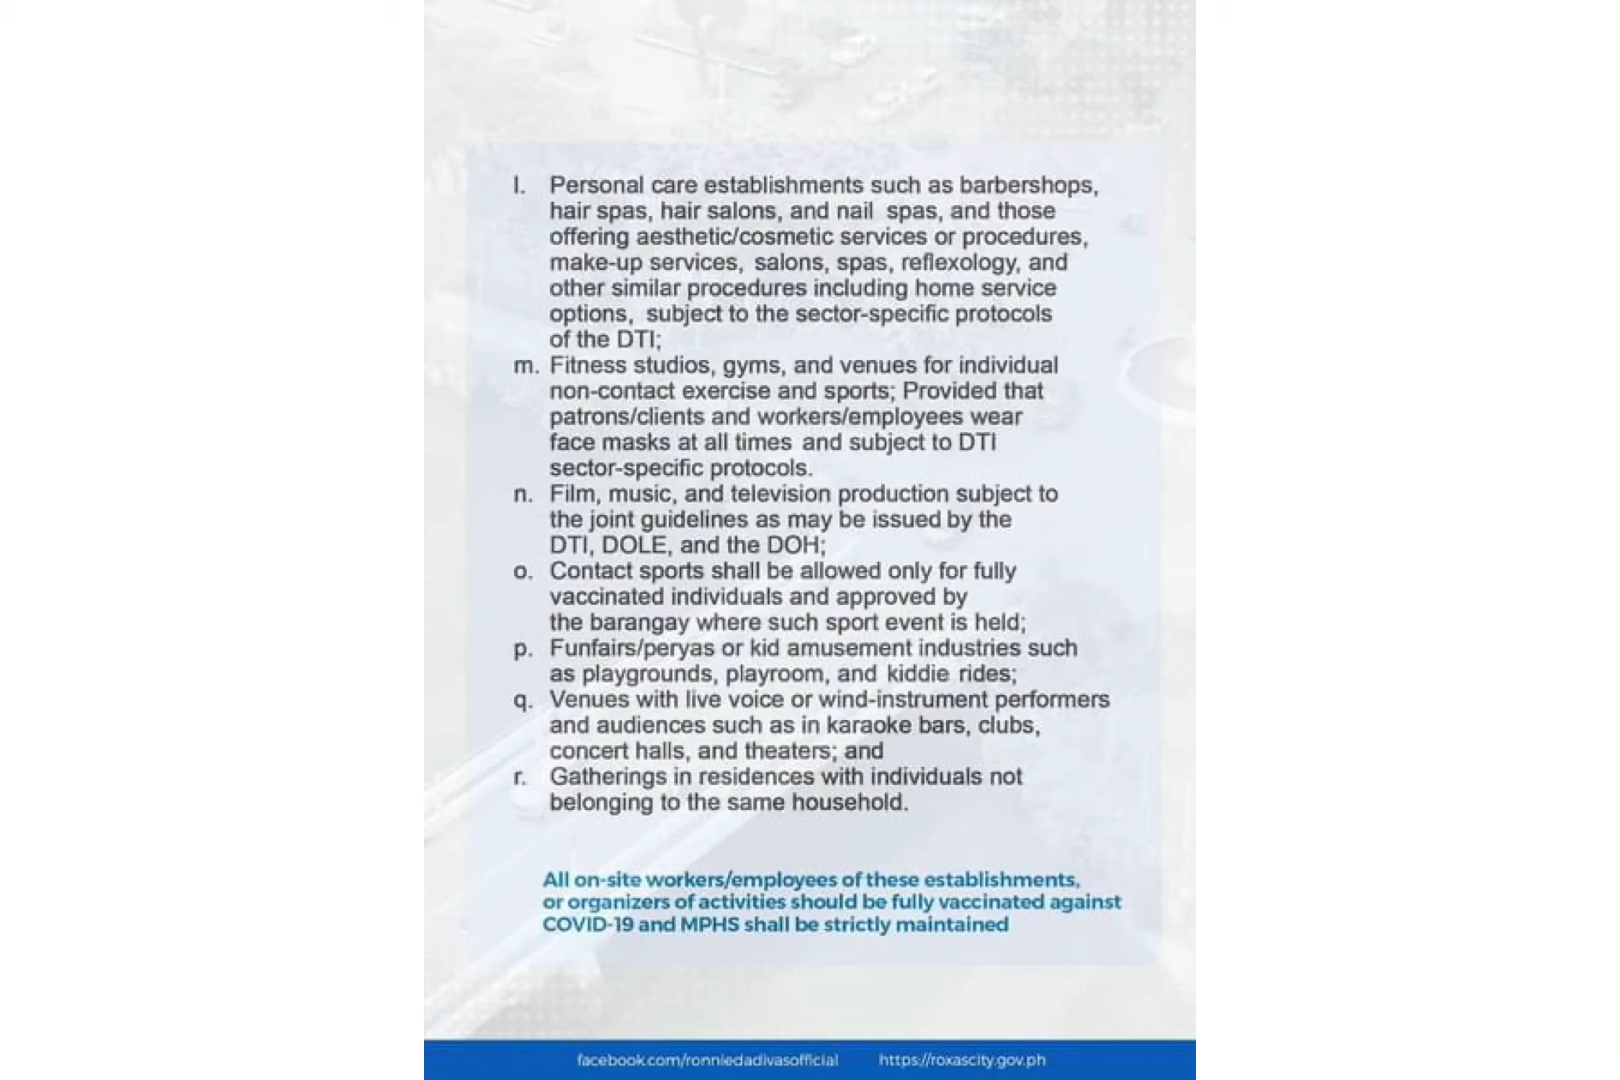 l. Personal care establishments such as barbershops,
hair spas, hair salons, and nail spas, and those
offering aesthetic/cosmetic services or procedures,
make-up services, salons, spas, reflexology, and
other similar procedures including home service
options, subject to the sector-specific protocols
of the DTI;
m. Fitness studios, gyms, and venues for individual
non-contact exercise and sports; Provided that
patrons/clients and workers/employees wear
face masks at all times and subject to DTI
sector-specific protocols.
n. Film, music, and television production subject to
the joint guidelines as may be issued by the
DTI, DOLE, and the DOH;
o. Contact sports shall be allowed only for fully
vaccinated individuals and approved by
the barangay where such sport event is held;
p. Funfairs/peryas or kid amusement industries such
as playgrounds, playroom, and kiddie rides;
q. Venues with live voice or wind-instrument performers
and audiences such as in karaoke bars, clubs,
concert halls, and theaters; and
r. Gatherings in residences with individuals not
belonging to the same household.
All on-site workers/employees of these establishments,
or organizers of activities should be fully vaccinated against
COVID-19 and MPHS shall be strictly maintained
facebook.com/ronniedadivasofficial https://roxascity.gov.ph